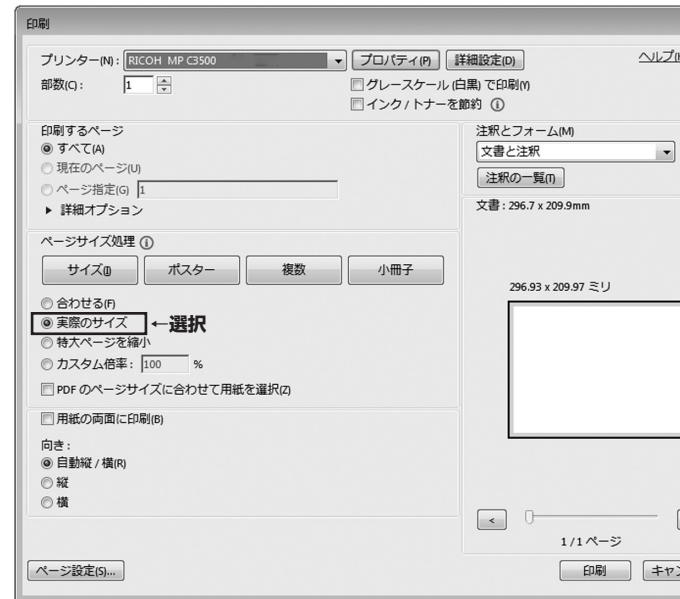 印刷
プリンター(N): RICOH MP C3500 プロパティ(P) 詳細設定(D) ヘルプ
部数(C): 1 グレースケール (白黒) で印刷(Y)
インク / トナーを節約
印刷するページ 注釈とフォーム(M)
すべて(A) 文書と注釈
現在のページ(U) 注釈の一覧(T)
ページ指定(G) 1
詳細オプション 文書 : 296.7 x 209.9mm
ページサイズ処理
サイズ(I) ポスター 複数 小冊子
296.93 x 209.97 ミリ
合わせる(F)
実際のサイズ ←選択
特大ページを縮小
カスタム倍率 : 100 %
PDF のページサイズに合わせて用紙を選択(Z)
用紙の両面に印刷(B)
向き :
自動縦 / 横(R)
縦
横
<
1 / 1 ページ
ページ設定(S)... 印刷 キャン